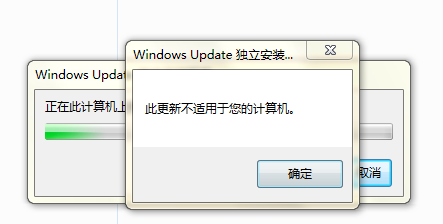 Windows Update 独立安装...
此更新不适用于您的计算机。
确定
Windows Upda
正在此计算机上
取消